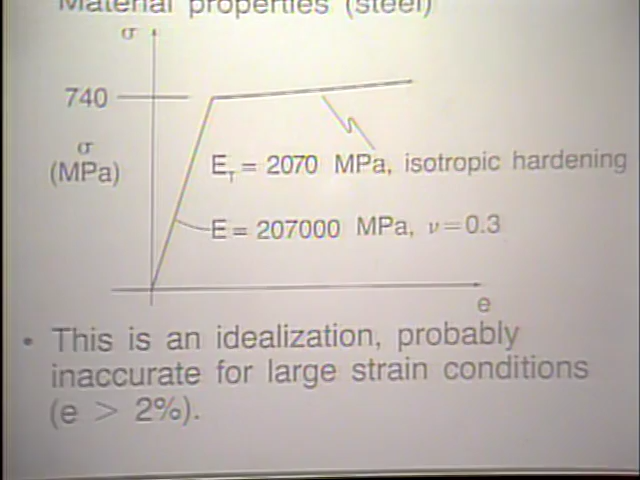 Material properties (steel)
σ
740
σ
(MPa)
E_T = 2070 MPa, isotropic hardening
E = 207000 MPa, ν = 0.3
e
• This is an idealization, probably
inaccurate for large strain conditions
(e > 2%).